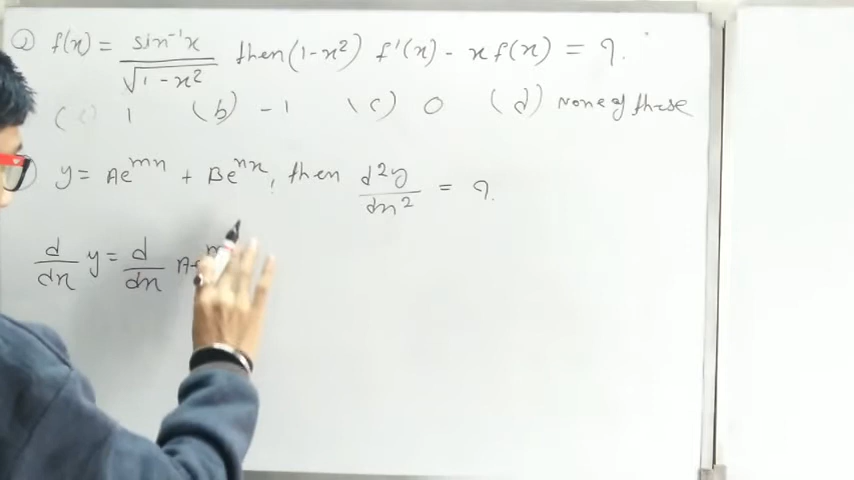 Q f(x) = sin⁻¹x / √(1 - x²) then (1-x²) f'(x) - x f(x) = ?.
( ) 1 (b) -1 (c) 0 (d) None of these
) y = Ae^mx + Be^nx, then d²y/dx² = ?.
d/dx y = d/dx A